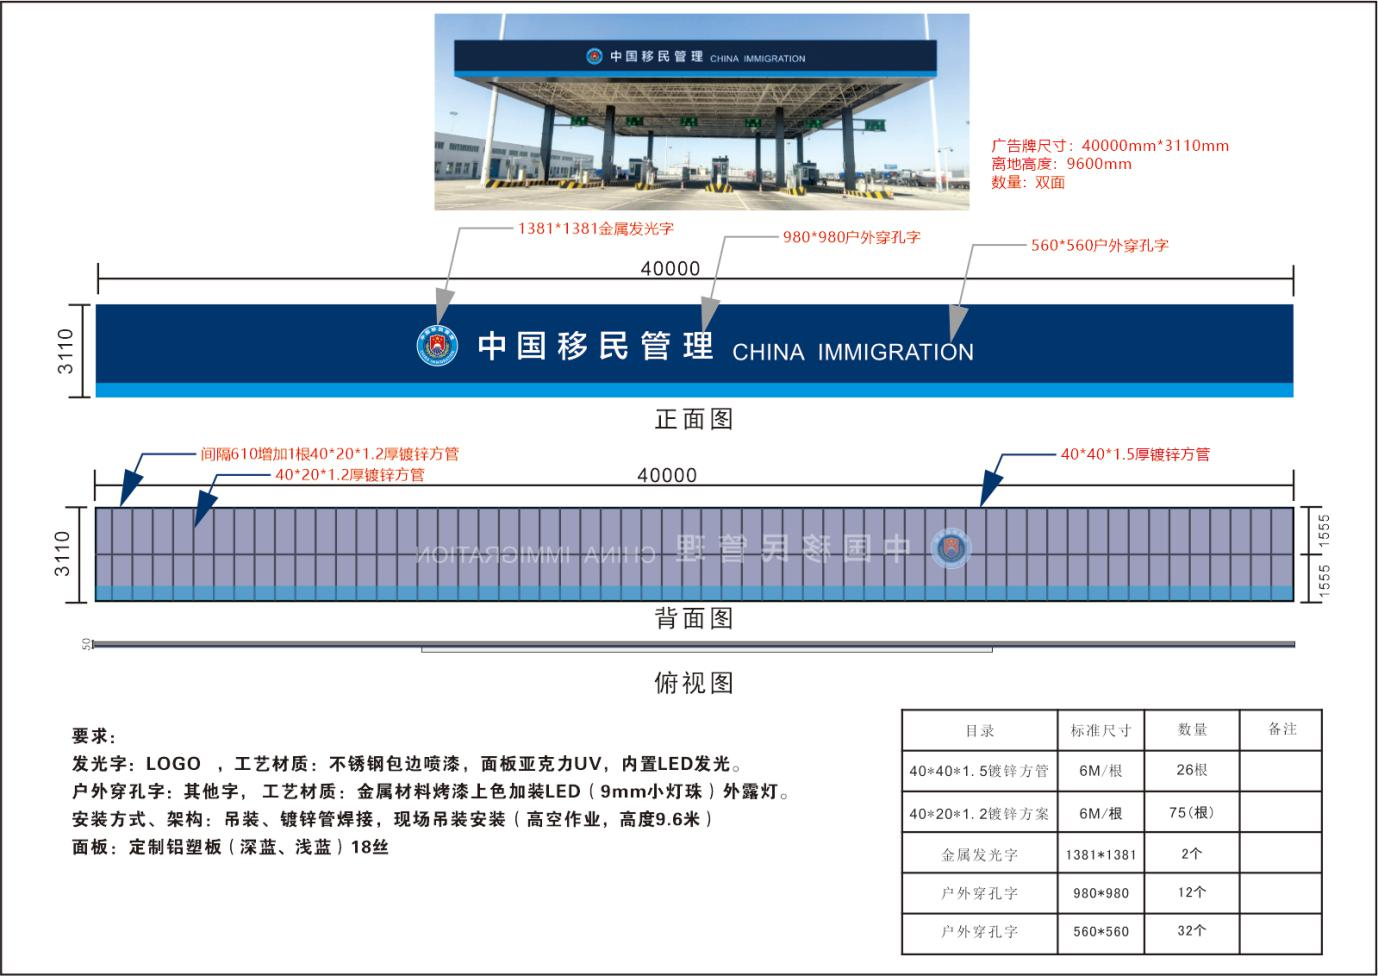 中国移民管理 CHINA IMMIGRATION
广告牌尺寸：40000mm*3110mm
离地高度：9600mm
数量：双面
1381*1381金属发光字
980*980户外穿孔字
560*560户外穿孔字
40000
3110
中国移民管理 CHINA IMMIGRATION
正面图
间隔610增加1根40*20*1.2厚镀锌方管
40*20*1.2厚镀锌方管
40*40*1.5厚镀锌方管
40000
3110
中国移民管理 CHINA IMMIGRATION
1555
1555
背面图
50
俯视图
要求：
发光字：LOGO ，工艺材质：不锈钢包边喷漆，面板亚克力UV，内置LED发光。
户外穿孔字：其他字， 工艺材质：金属材料烤漆上色加装LED（9mm小灯珠）外露灯。
安装方式、架构：吊装、镀锌管焊接，现场吊装安装（高空作业，高度9.6米）
面板：定制铝塑板（深蓝、浅蓝）18丝
目录 标准尺寸 数量 备注
40*40*1.5镀锌方管 6M/根 26根
40*20*1.2镀锌方案 6M/根 75(根)
金属发光字 1381*1381 2个
户外穿孔字 980*980 12个
户外穿孔字 560*560 32个